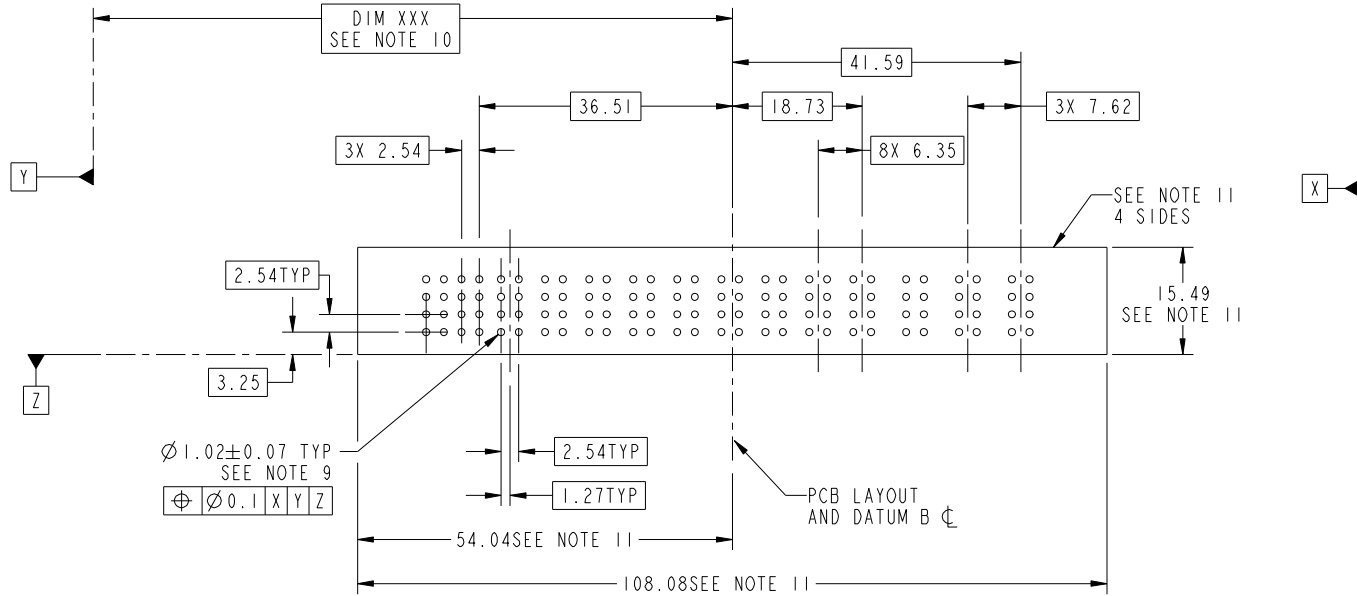 DIM XXX
SEE NOTE 10
41.59
36.51
18.73
3X 7.62
3X 2.54
8X 6.35
Y
X
SEE NOTE 11
4 SIDES
2.54TYP
15.49
SEE NOTE 11
3.25
Z
Ø1.02±0.07 TYP
SEE NOTE 9
⌖ Ø0.1 X Y Z
2.54TYP
1.27TYP
PCB LAYOUT
AND DATUM B ℄
54.04SEE NOTE 11
108.08SEE NOTE 11